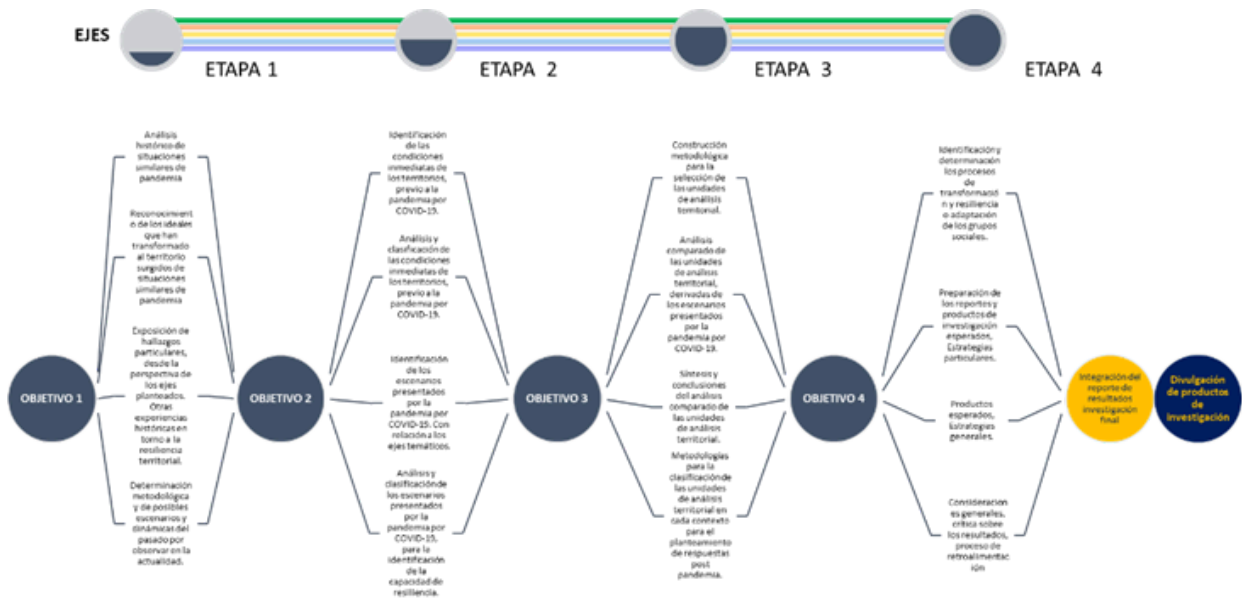 EJES
ETAPA 1
ETAPA 2
ETAPA 3
ETAPA 4
OBJETIVO 1
Análisis
histórico de
situaciones
similares de
pandemia
Reconocimient
o de los ideales
que han
transformado
al territorio
surgidos de
situaciones
similares de
pandemia
Exposición de
hallazgos
particulares,
desde la
perspectiva de
los ejes
planteados.
Otras
experiencias
históricas en
torno a la
resiliencia
territorial.
Determinación
metodológica
y de posibles
escenarios y
dinámicas del
pasado por
observar en la
actualidad.
OBJETIVO 2
Identificación
de las
condiciones
inmediatas de
los territorios,
previo a la
pandemia por
COVID-19.
Análisis y
clasificación de
las condiciones
inmediatas de
los territorios,
previo a la
pandemia por
COVID-19.
Identificación
de los
escenarios
presentados
por la
pandemia por
COVID-19. Con
relación a los
ejes temáticos.
Análisis y
clasificación de
los escenarios
presentados
por la
pandemia por
COVID-19,
para la
identificación
de la
capacidad de
resiliencia.
OBJETIVO 3
Construcción
metodológica
para la
selección de
las unidades
de análisis
territorial.
Análisis
comparado de
las unidades
de análisis
territorial,
derivadas de
los escenarios
presentados
por la
pandemia por
COVID-19.
Síntesis y
conclusiones
del análisis
comparado de
las unidades
de análisis
territorial.
Metodologías
para la
clasificación de
las unidades
de análisis
territorial en
cada contexto
para el
planteamiento
de respuestas
post
pandemia.
OBJETIVO 4
Identificación y
determinación
los procesos
de
transformació
n y resiliencia
o adaptación
de los grupos
sociales.
Preparación de
los reportes y
productos de
investigación
esperados,
Estrategias
particulares.
Productos
esperados,
Estrategias
generales.
Consideracion
es generales,
crítica sobre
los resultados,
proceso de
retroalimenta
ción
Integración del
reporte de
resultados
investigación
final
Divulgación
de productos
de
investigación